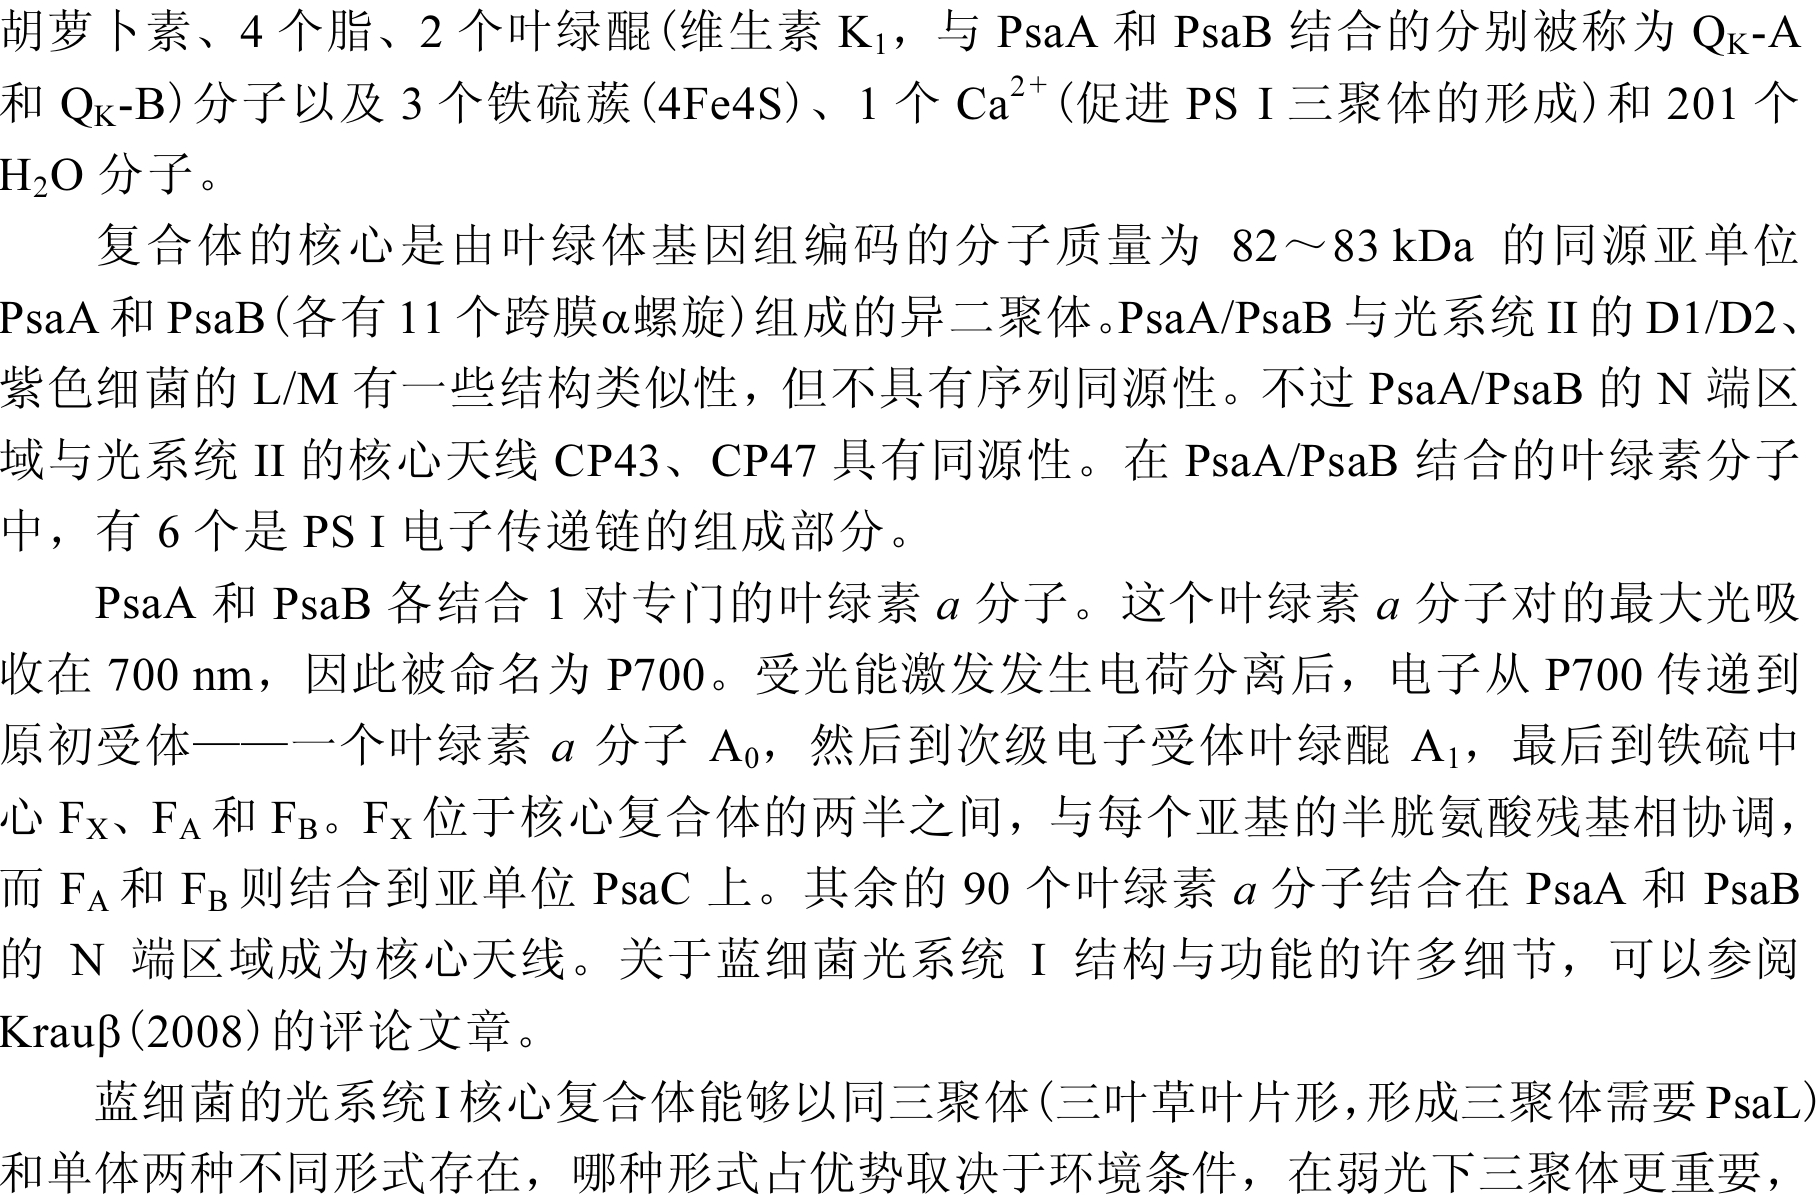 胡萝卜素、4 个脂、2 个叶绿醌(维生素 K₁，与 PsaA 和 PsaB 结合的分别被称为 Q_K-A
和 Q_K-B)分子以及 3 个铁硫蔟(4Fe4S)、1 个 Ca²⁺(促进 PS I 三聚体的形成)和 201 个
H₂O 分子。
复合体的核心是由叶绿体基因组编码的分子质量为 82～83 kDa 的同源亚单位
PsaA 和 PsaB(各有 11 个跨膜α螺旋)组成的异二聚体。PsaA/PsaB 与光系统 II 的 D1/D2、
紫色细菌的 L/M 有一些结构类似性，但不具有序列同源性。不过 PsaA/PsaB 的 N 端区
域与光系统 II 的核心天线 CP43、CP47 具有同源性。在 PsaA/PsaB 结合的叶绿素分子
中，有 6 个是 PS I 电子传递链的组成部分。
PsaA 和 PsaB 各结合 1 对专门的叶绿素 a 分子。这个叶绿素 a 分子对的最大光吸
收在 700 nm，因此被命名为 P700。受光能激发发生电荷分离后，电子从 P700 传递到
原初受体——一个叶绿素 a 分子 A₀，然后到次级电子受体叶绿醌 A₁，最后到铁硫中
心 F_X、F_A 和 F_B。F_X 位于核心复合体的两半之间，与每个亚基的半胱氨酸残基相协调，
而 F_A 和 F_B 则结合到亚单位 PsaC 上。其余的 90 个叶绿素 a 分子结合在 PsaA 和 PsaB
的 N 端区域成为核心天线。关于蓝细菌光系统 I 结构与功能的许多细节，可以参阅
Krauβ(2008)的评论文章。
蓝细菌的光系统 I 核心复合体能够以同三聚体(三叶草叶片形，形成三聚体需要 PsaL)
和单体两种不同形式存在，哪种形式占优势取决于环境条件，在弱光下三聚体更重要，